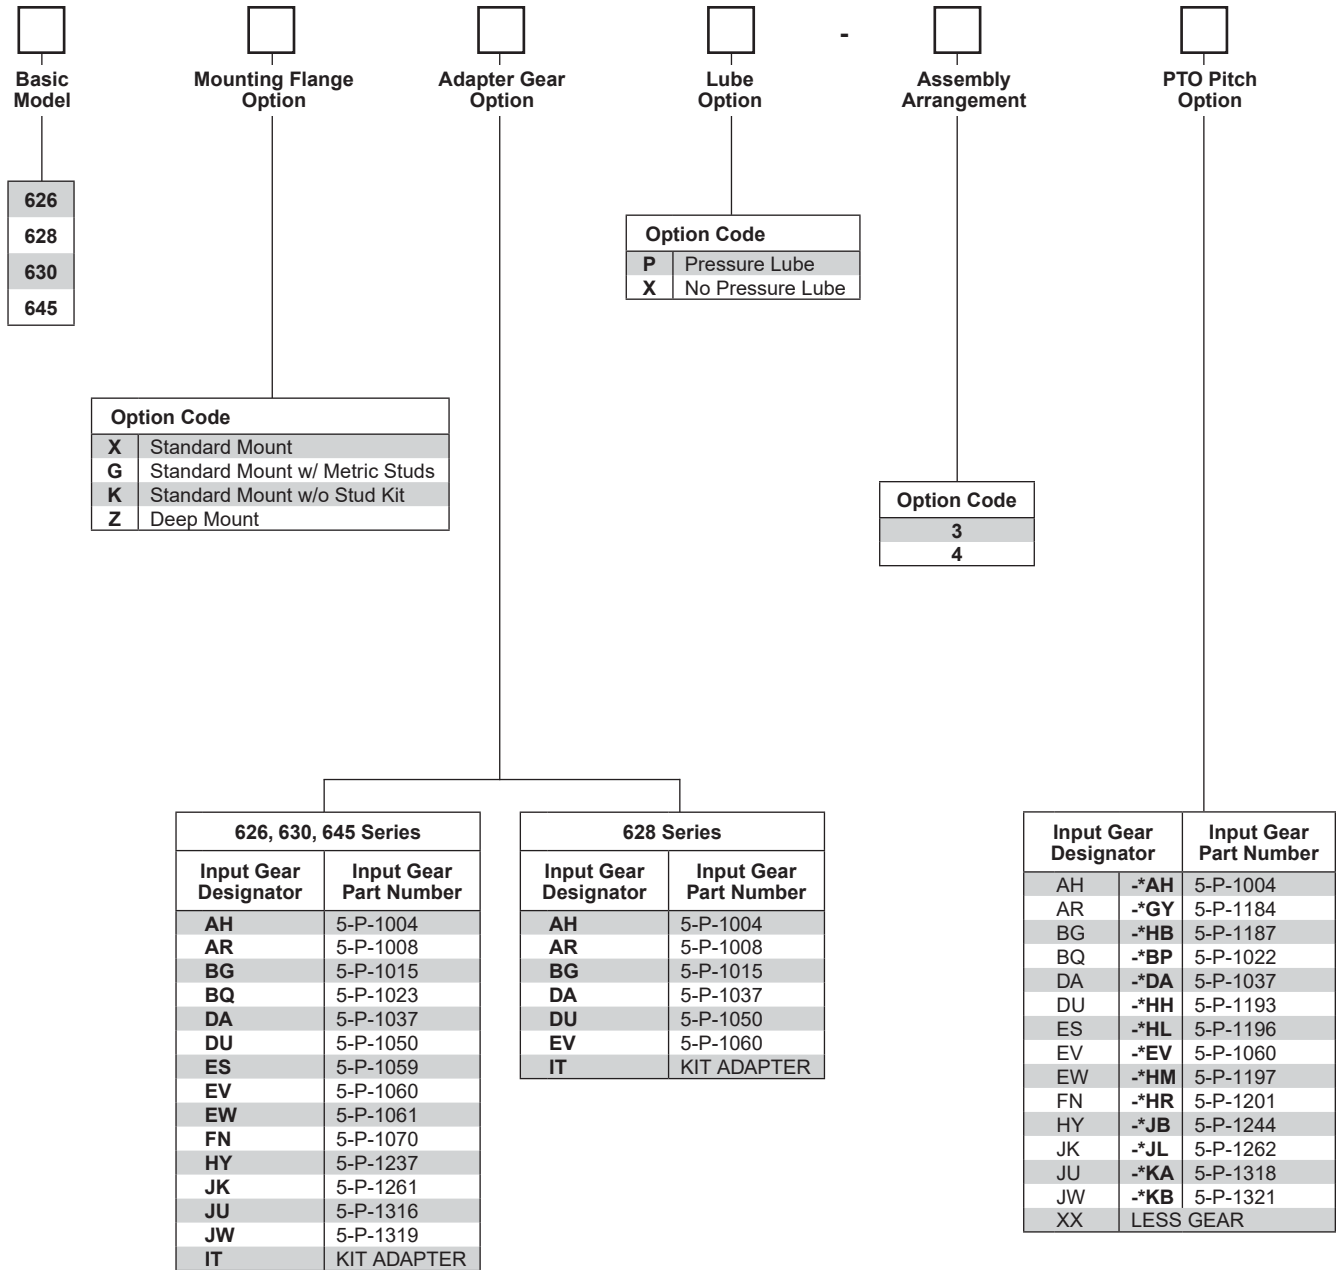 -
Basic
Model
Mounting Flange
Option
Adapter Gear
Option
Lube
Option
Assembly
Arrangement
PTO Pitch
Option
626
628
630
645
Option Code
P Pressure Lube
X No Pressure Lube
Option Code
X Standard Mount
G Standard Mount w/ Metric Studs
K Standard Mount w/o Stud Kit
Z Deep Mount
Option Code
3
4
626, 630, 645 Series
Input Gear
Designator
Input Gear
Part Number
AH 5-P-1004
AR 5-P-1008
BG 5-P-1015
BQ 5-P-1023
DA 5-P-1037
DU 5-P-1050
ES 5-P-1059
EV 5-P-1060
EW 5-P-1061
FN 5-P-1070
HY 5-P-1237
JK 5-P-1261
JU 5-P-1316
JW 5-P-1319
IT KIT ADAPTER
628 Series
Input Gear
Designator
Input Gear
Part Number
AH 5-P-1004
AR 5-P-1008
BG 5-P-1015
DA 5-P-1037
DU 5-P-1050
EV 5-P-1060
IT KIT ADAPTER
Input Gear
Designator
Input Gear
Part Number
AH -*AH 5-P-1004
AR -*GY 5-P-1184
BG -*HB 5-P-1187
BQ -*BP 5-P-1022
DA -*DA 5-P-1037
DU -*HH 5-P-1193
ES -*HL 5-P-1196
EV -*EV 5-P-1060
EW -*HM 5-P-1197
FN -*HR 5-P-1201
HY -*JB 5-P-1244
JK -*JL 5-P-1262
JU -*KA 5-P-1318
JW -*KB 5-P-1321
XX LESS GEAR